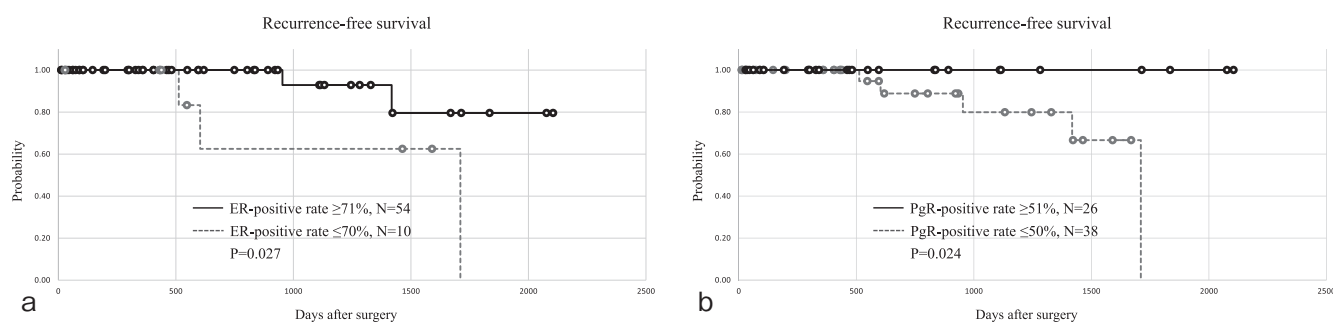 Recurrence-free survival
1.00
0.80
0.60
0.40
0.20
0.00
Probability
ER-positive rate ≥71%, N=54
ER-positive rate ≤70%, N=10
P=0.027
0 500 1000 1500 2000 2500
Days after surgery
a
Recurrence-free survival
1.00
0.80
0.60
0.40
0.20
0.00
Probability
PgR-positive rate ≥51%, N=26
PgR-positive rate ≤50%, N=38
P=0.024
0 500 1000 1500 2000 2500
Days after surgery
b